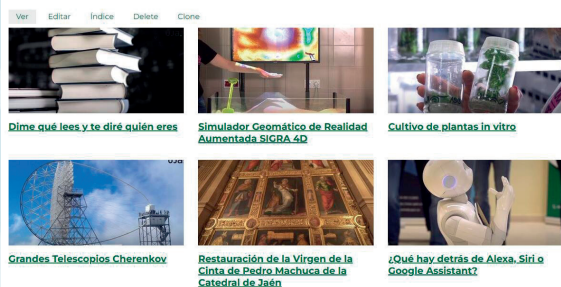 Ver Editar Índice Delete Clone
Dime qué lees y te diré quién eres
Simulador Geomático de Realidad
Aumentada SIGRA 4D
Cultivo de plantas in vitro
UJA
Grandes Telescopios Cherenkov
Restauración de la Virgen de la
Cinta de Pedro Machuca de la
Catedral de Jaén
¿Qué hay detrás de Alexa, Siri o
Google Assistant?